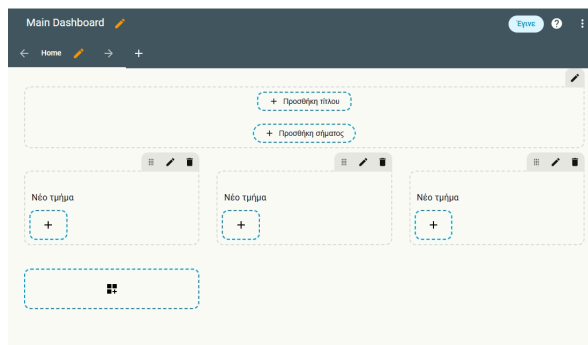 Main Dashboard
Έγινε
Home
Προσθήκη τίτλου
Προσθήκη σήματος
Νέο τμήμα
Νέο τμήμα
Νέο τμήμα